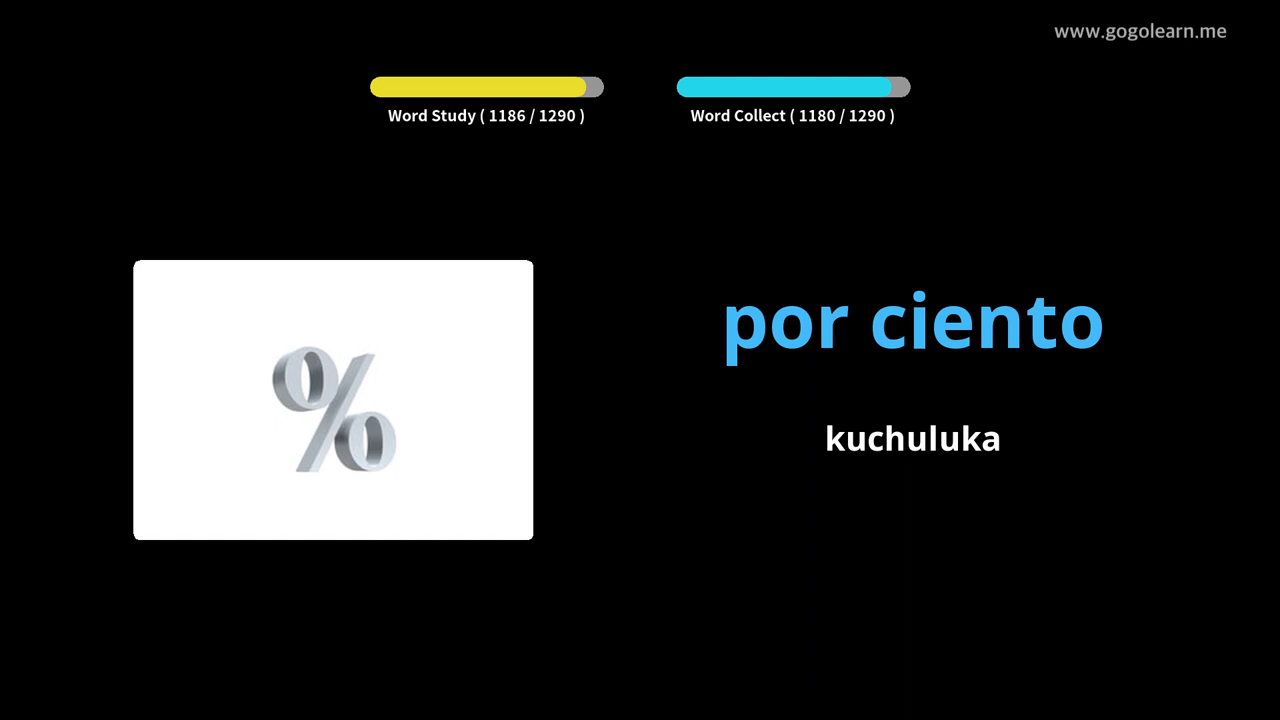 www.gogolearn.me
Word Study ( 1186 / 1290 )
Word Collect ( 1180 / 1290 )
%
por ciento
kuchuluka